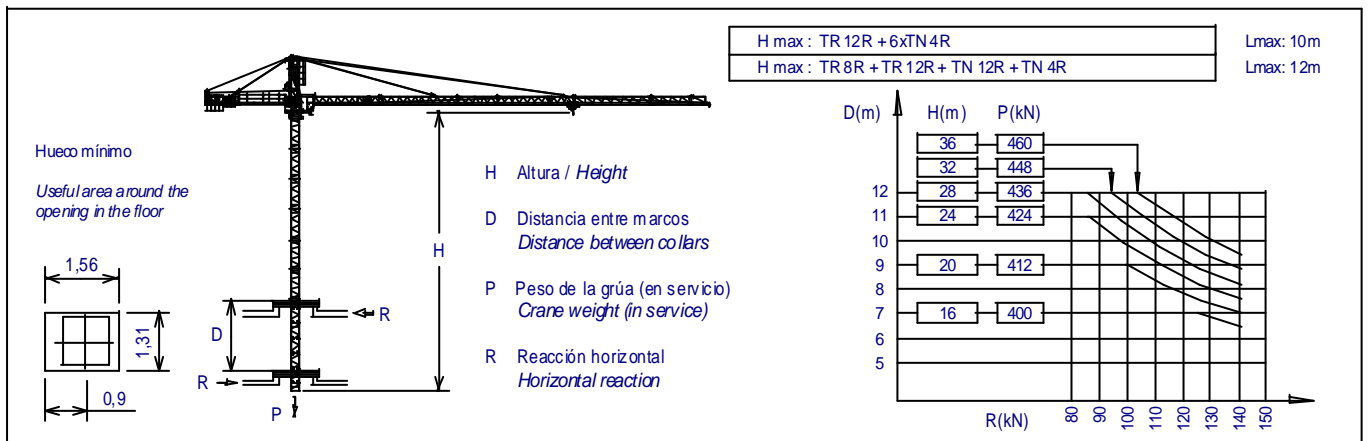 H max : TR 12R + 6xTN 4R
Lmax: 10m
H max : TR 8R + TR 12R + TN 12R + TN 4R
Lmax: 12m
Hueco mínimo
Useful area around the
opening in the floor
1,56
1,31
0,9
H
D
R
R
P
H Altura / Height
D Distancia entre marcos
Distance between collars
P Peso de la grúa (en servicio)
Crane weight (in service)
R Reacción horizontal
Horizontal reaction
D(m) H(m) P(kN)
36 460
32 448
12 28 436
11 24 424
10
9 20 412
8
7 16 400
6
5
R(kN) 80 90 100 110 120 130 140 150